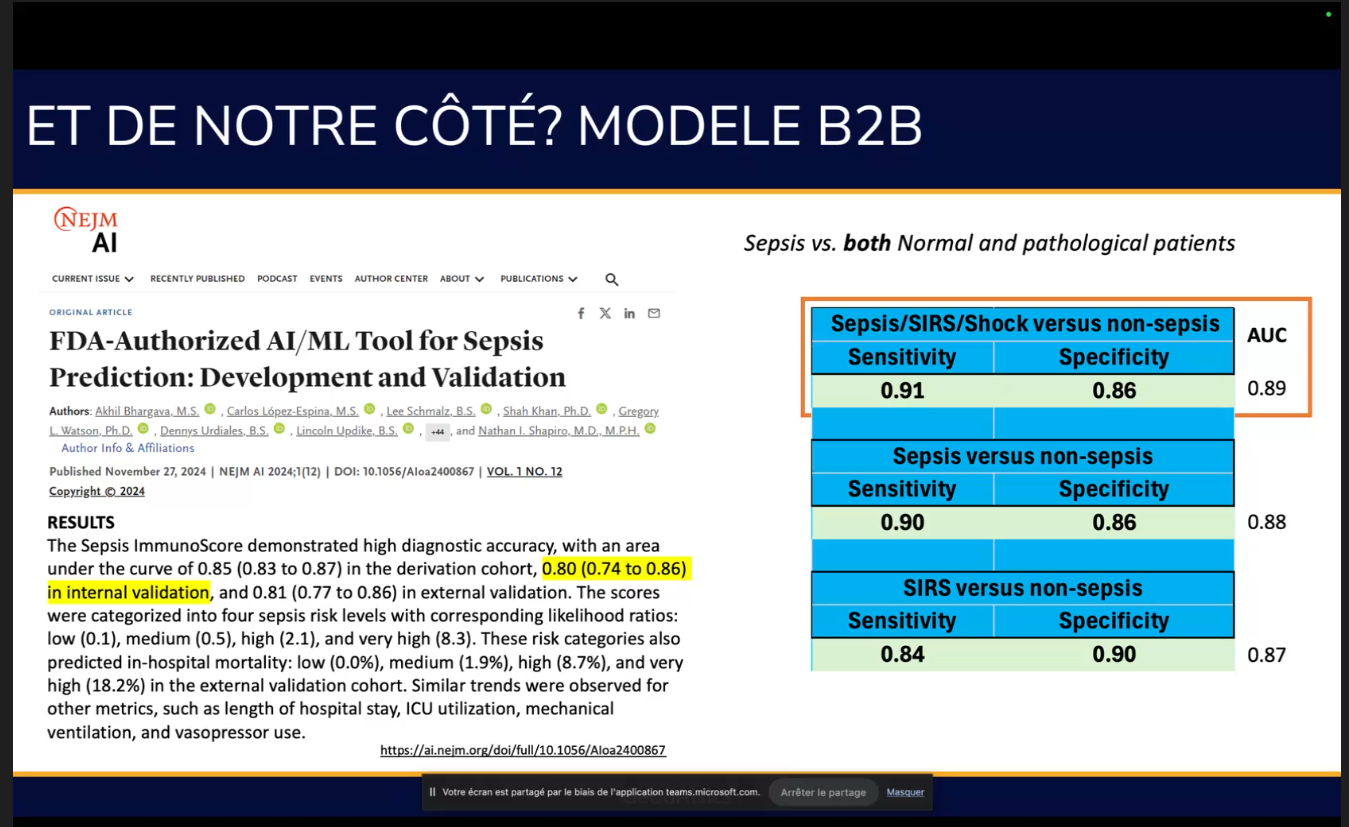 ET DE NOTRE CÔTÉ? MODELE B2B
NEJM
AI
CURRENT ISSUE RECENTLY PUBLISHED PODCAST EVENTS AUTHOR CENTER ABOUT PUBLICATIONS
ORIGINAL ARTICLE
FDA-Authorized AI/ML Tool for Sepsis
Prediction: Development and Validation
Authors: Akhil Bhargava, M.S. iD, Carlos López-Espina, M.S. iD, Lee Schmalz, B.S. iD, Shah Khan, Ph.D. iD, Gregory
L. Watson, Ph.D. iD, Dennys Urdiales, B.S. iD, Lincoln Updike, B.S. iD, +44, and Nathan I. Shapiro, M.D., M.P.H. iD
Author Info & Affiliations
Published November 27, 2024 | NEJM AI 2024;1(12) | DOI: 10.1056/AIoa2400867 | VOL. 1 NO. 12
Copyright © 2024
RESULTS
The Sepsis ImmunoScore demonstrated high diagnostic accuracy, with an area
under the curve of 0.85 (0.83 to 0.87) in the derivation cohort, 0.80 (0.74 to 0.86)
in internal validation, and 0.81 (0.77 to 0.86) in external validation. The scores
were categorized into four sepsis risk levels with corresponding likelihood ratios:
low (0.1), medium (0.5), high (2.1), and very high (8.3). These risk categories also
predicted in-hospital mortality: low (0.0%), medium (1.9%), high (8.7%), and very
high (18.2%) in the external validation cohort. Similar trends were observed for
other metrics, such as length of hospital stay, ICU utilization, mechanical
ventilation, and vasopressor use.
https://ai.nejm.org/doi/full/10.1056/AIoa2400867
Sepsis vs. both Normal and pathological patients
Sepsis/SIRS/Shock versus non-sepsis
AUC
Sensitivity Specificity
0.91 0.86 0.89
Sepsis versus non-sepsis
Sensitivity Specificity
0.90 0.86 0.88
SIRS versus non-sepsis
Sensitivity Specificity
0.84 0.90 0.87
Votre écran est partagé par le biais de l'application teams.microsoft.com. Arrêter le partage Masquer